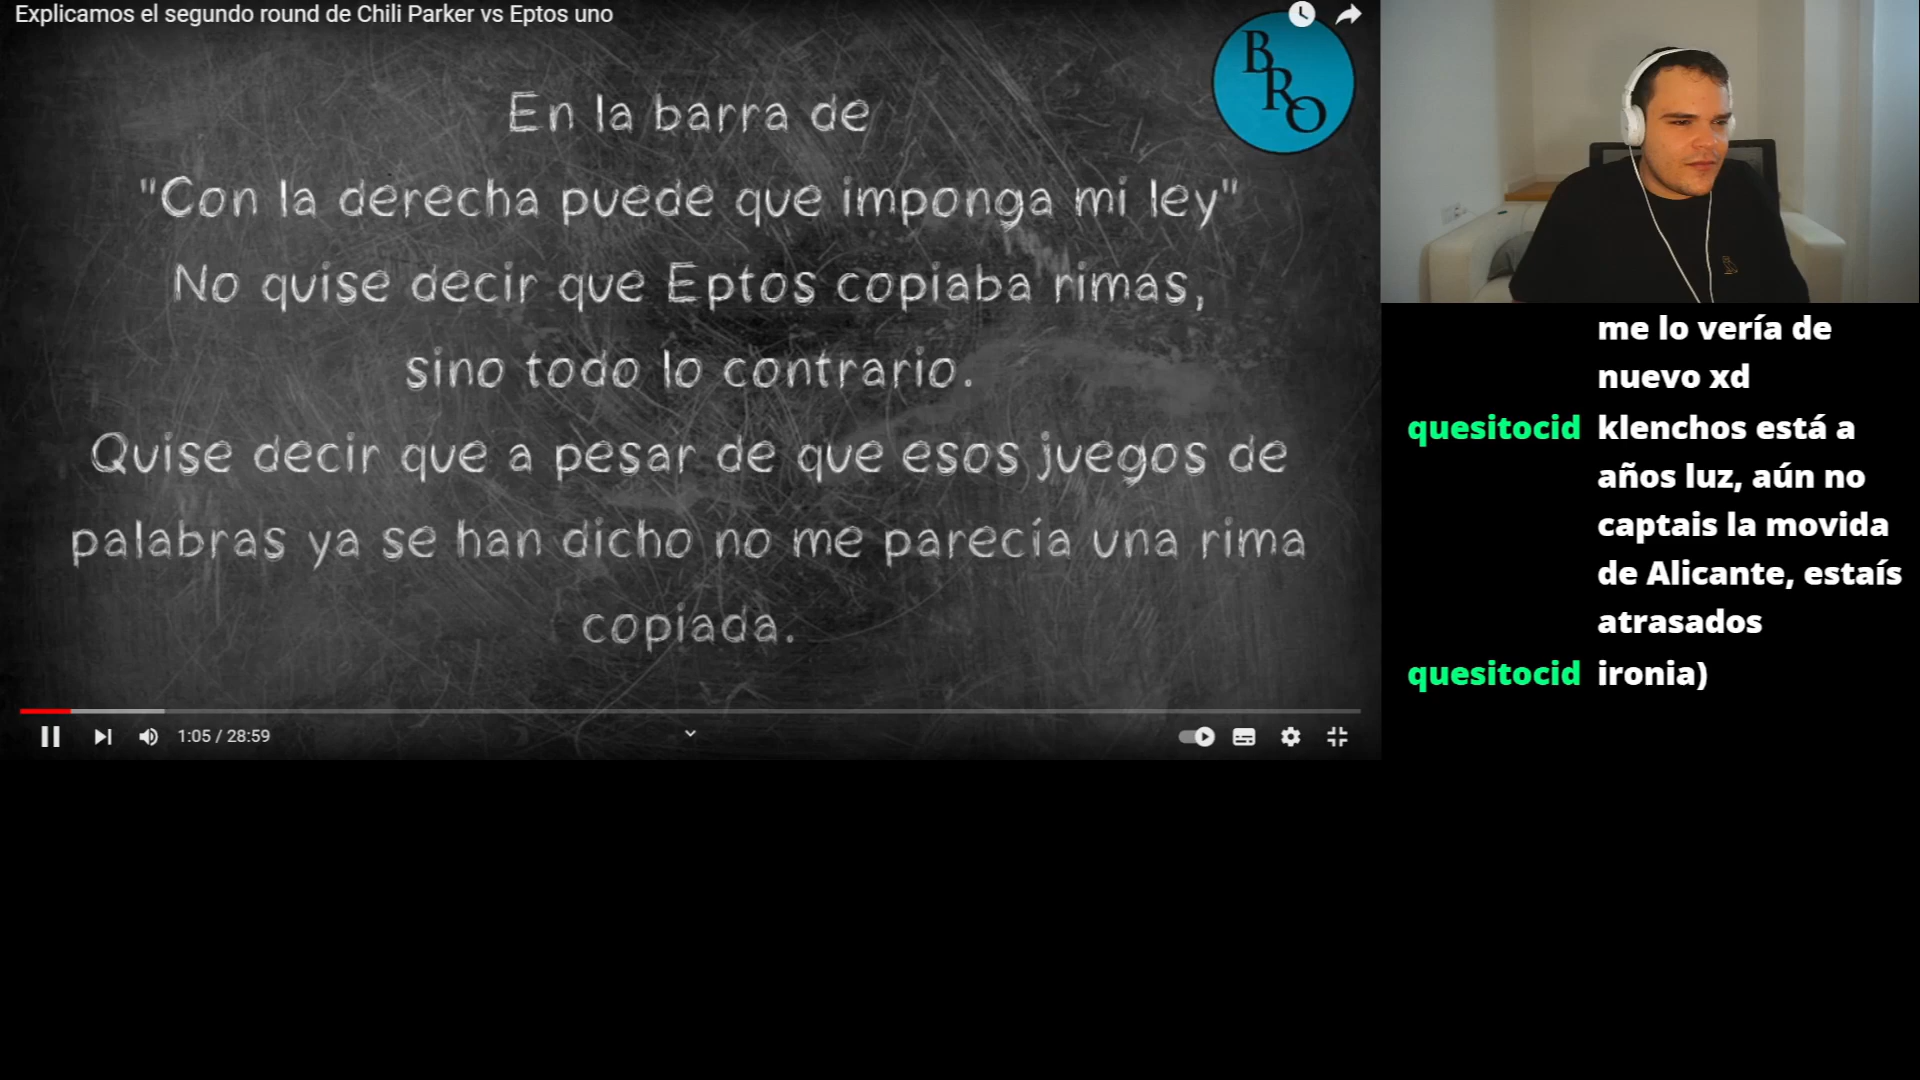 Explicamos el segundo round de Chili Parker vs Eptos uno
BRO
En la barra de
"Con la derecha puede que imponga mi ley"
No quise decir que Eptos copiaba rimas,
sino todo lo contrario.
Quise decir que a pesar de que esos juegos de
palabras ya se han dicho no me parecía una rima
copiada.
1:05 / 28:59
me lo vería de
nuevo xd
quesitocid klenchos está a
años luz, aún no
captais la movida
de Alicante, estaís
atrasados
quesitocid ironia)